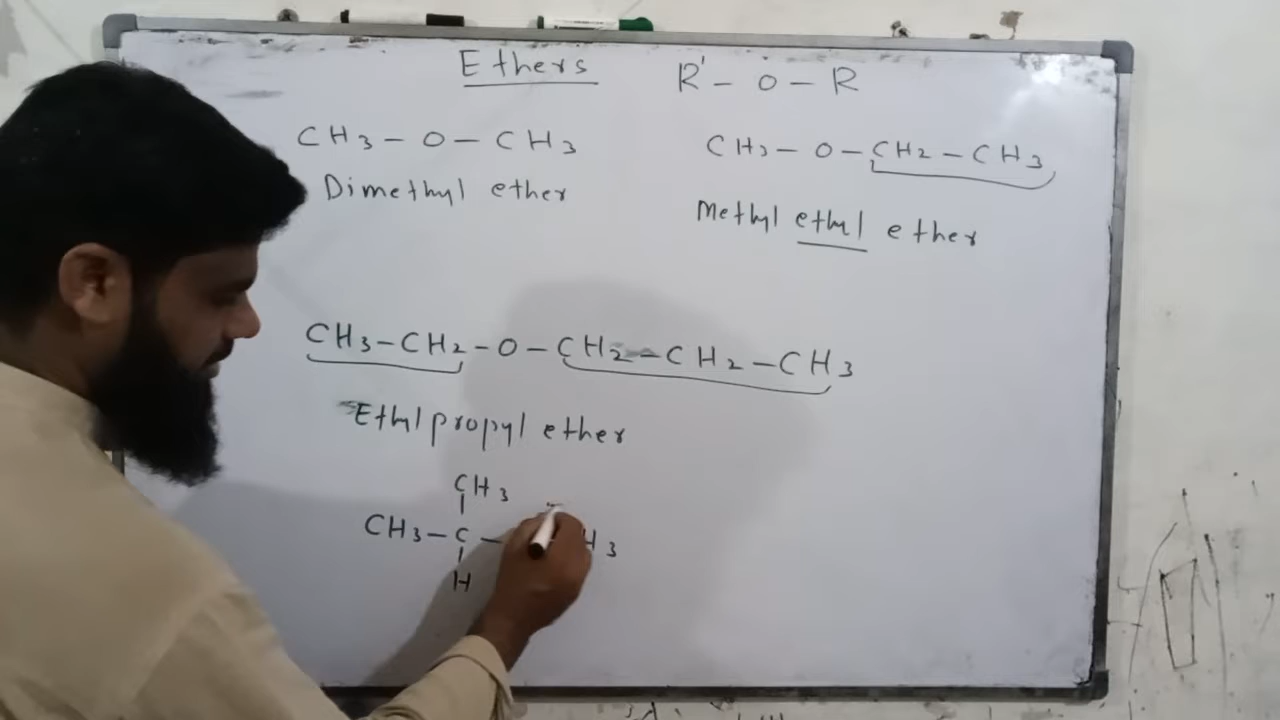 Ethers R'-O-R
CH3-O-CH3
Dimethyl ether
CH3-O-CH2-CH3
Methyl ethyl ether
CH3-CH2-O-CH2-CH2-CH3
Ethyl propyl ether
CH3
CH3-C- H3
H